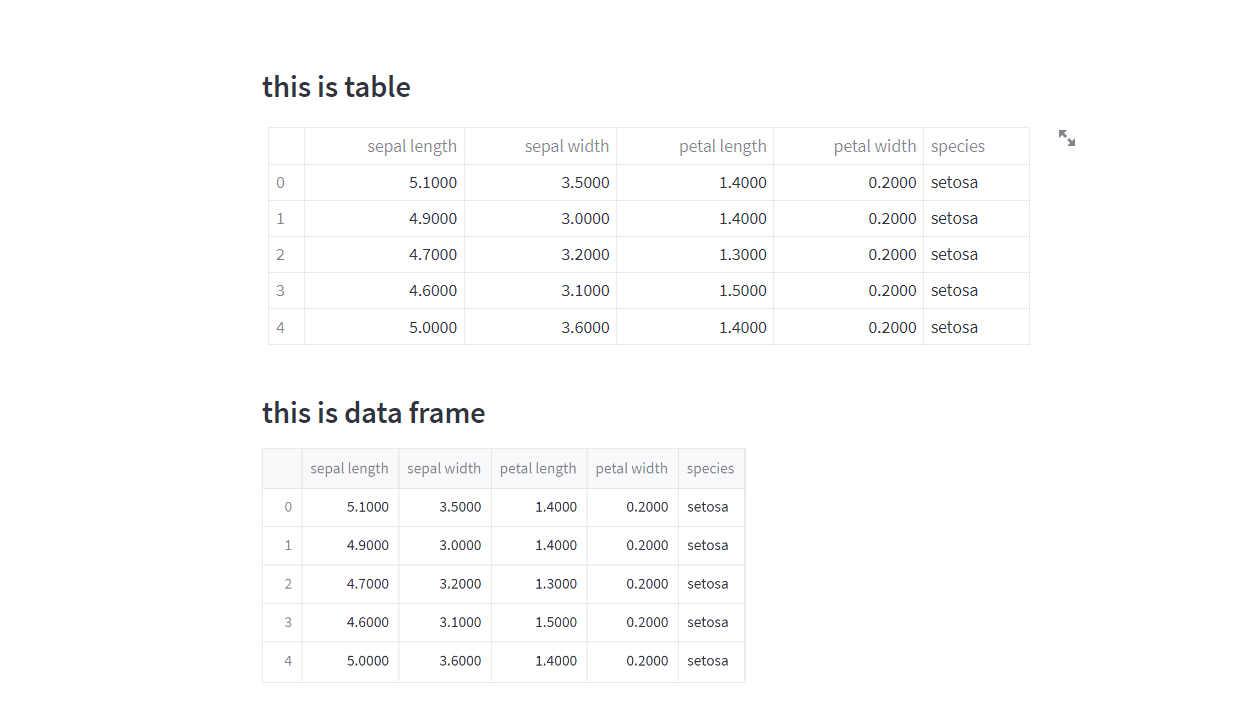 this is table
sepal length sepal width petal length petal width species
0 5.1000 3.5000 1.4000 0.2000 setosa
1 4.9000 3.0000 1.4000 0.2000 setosa
2 4.7000 3.2000 1.3000 0.2000 setosa
3 4.6000 3.1000 1.5000 0.2000 setosa
4 5.0000 3.6000 1.4000 0.2000 setosa
this is data frame
sepal length sepal width petal length petal width species
0 5.1000 3.5000 1.4000 0.2000 setosa
1 4.9000 3.0000 1.4000 0.2000 setosa
2 4.7000 3.2000 1.3000 0.2000 setosa
3 4.6000 3.1000 1.5000 0.2000 setosa
4 5.0000 3.6000 1.4000 0.2000 setosa